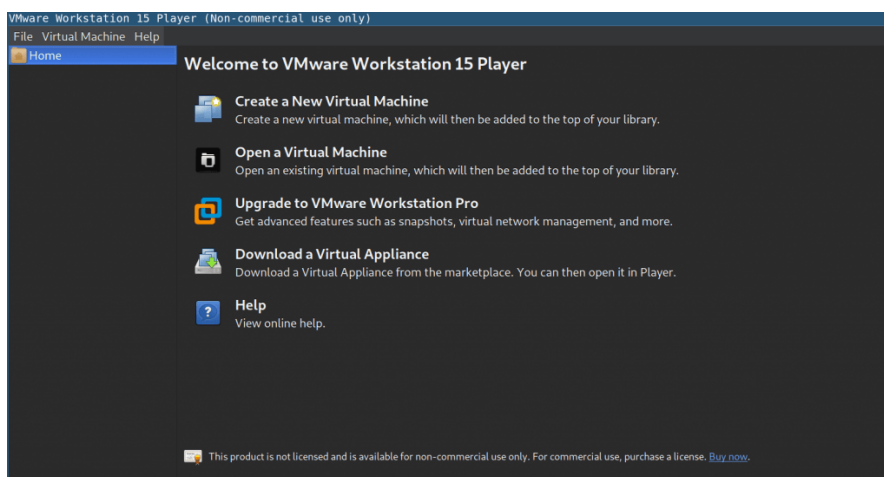 VMware Workstation 15 Player (Non-commercial use only)
File Virtual Machine Help
Home
Welcome to VMware Workstation 15 Player
Create a New Virtual Machine
Create a new virtual machine, which will then be added to the top of your library.
Open a Virtual Machine
Open an existing virtual machine, which will then be added to the top of your library.
Upgrade to VMware Workstation Pro
Get advanced features such as snapshots, virtual network management, and more.
Download a Virtual Appliance
Download a Virtual Appliance from the marketplace. You can then open it in Player.
Help
View online help.
This product is not licensed and is available for non-commercial use only. For commercial use, purchase a license. Buy now.